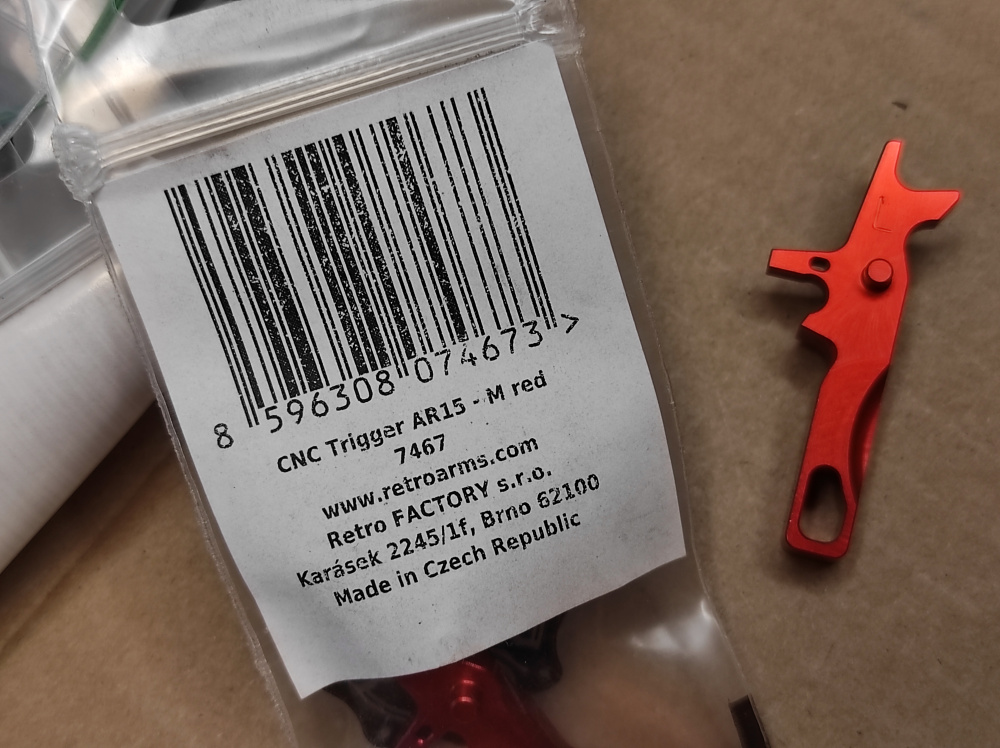 8 596308 074673 >
CNC Trigger AR15 - M red
7467
www.retroarms.com
Retro FACTORY s.r.o.
Karásek 2245/1f, Brno 62100
Made in Czech Republic
L